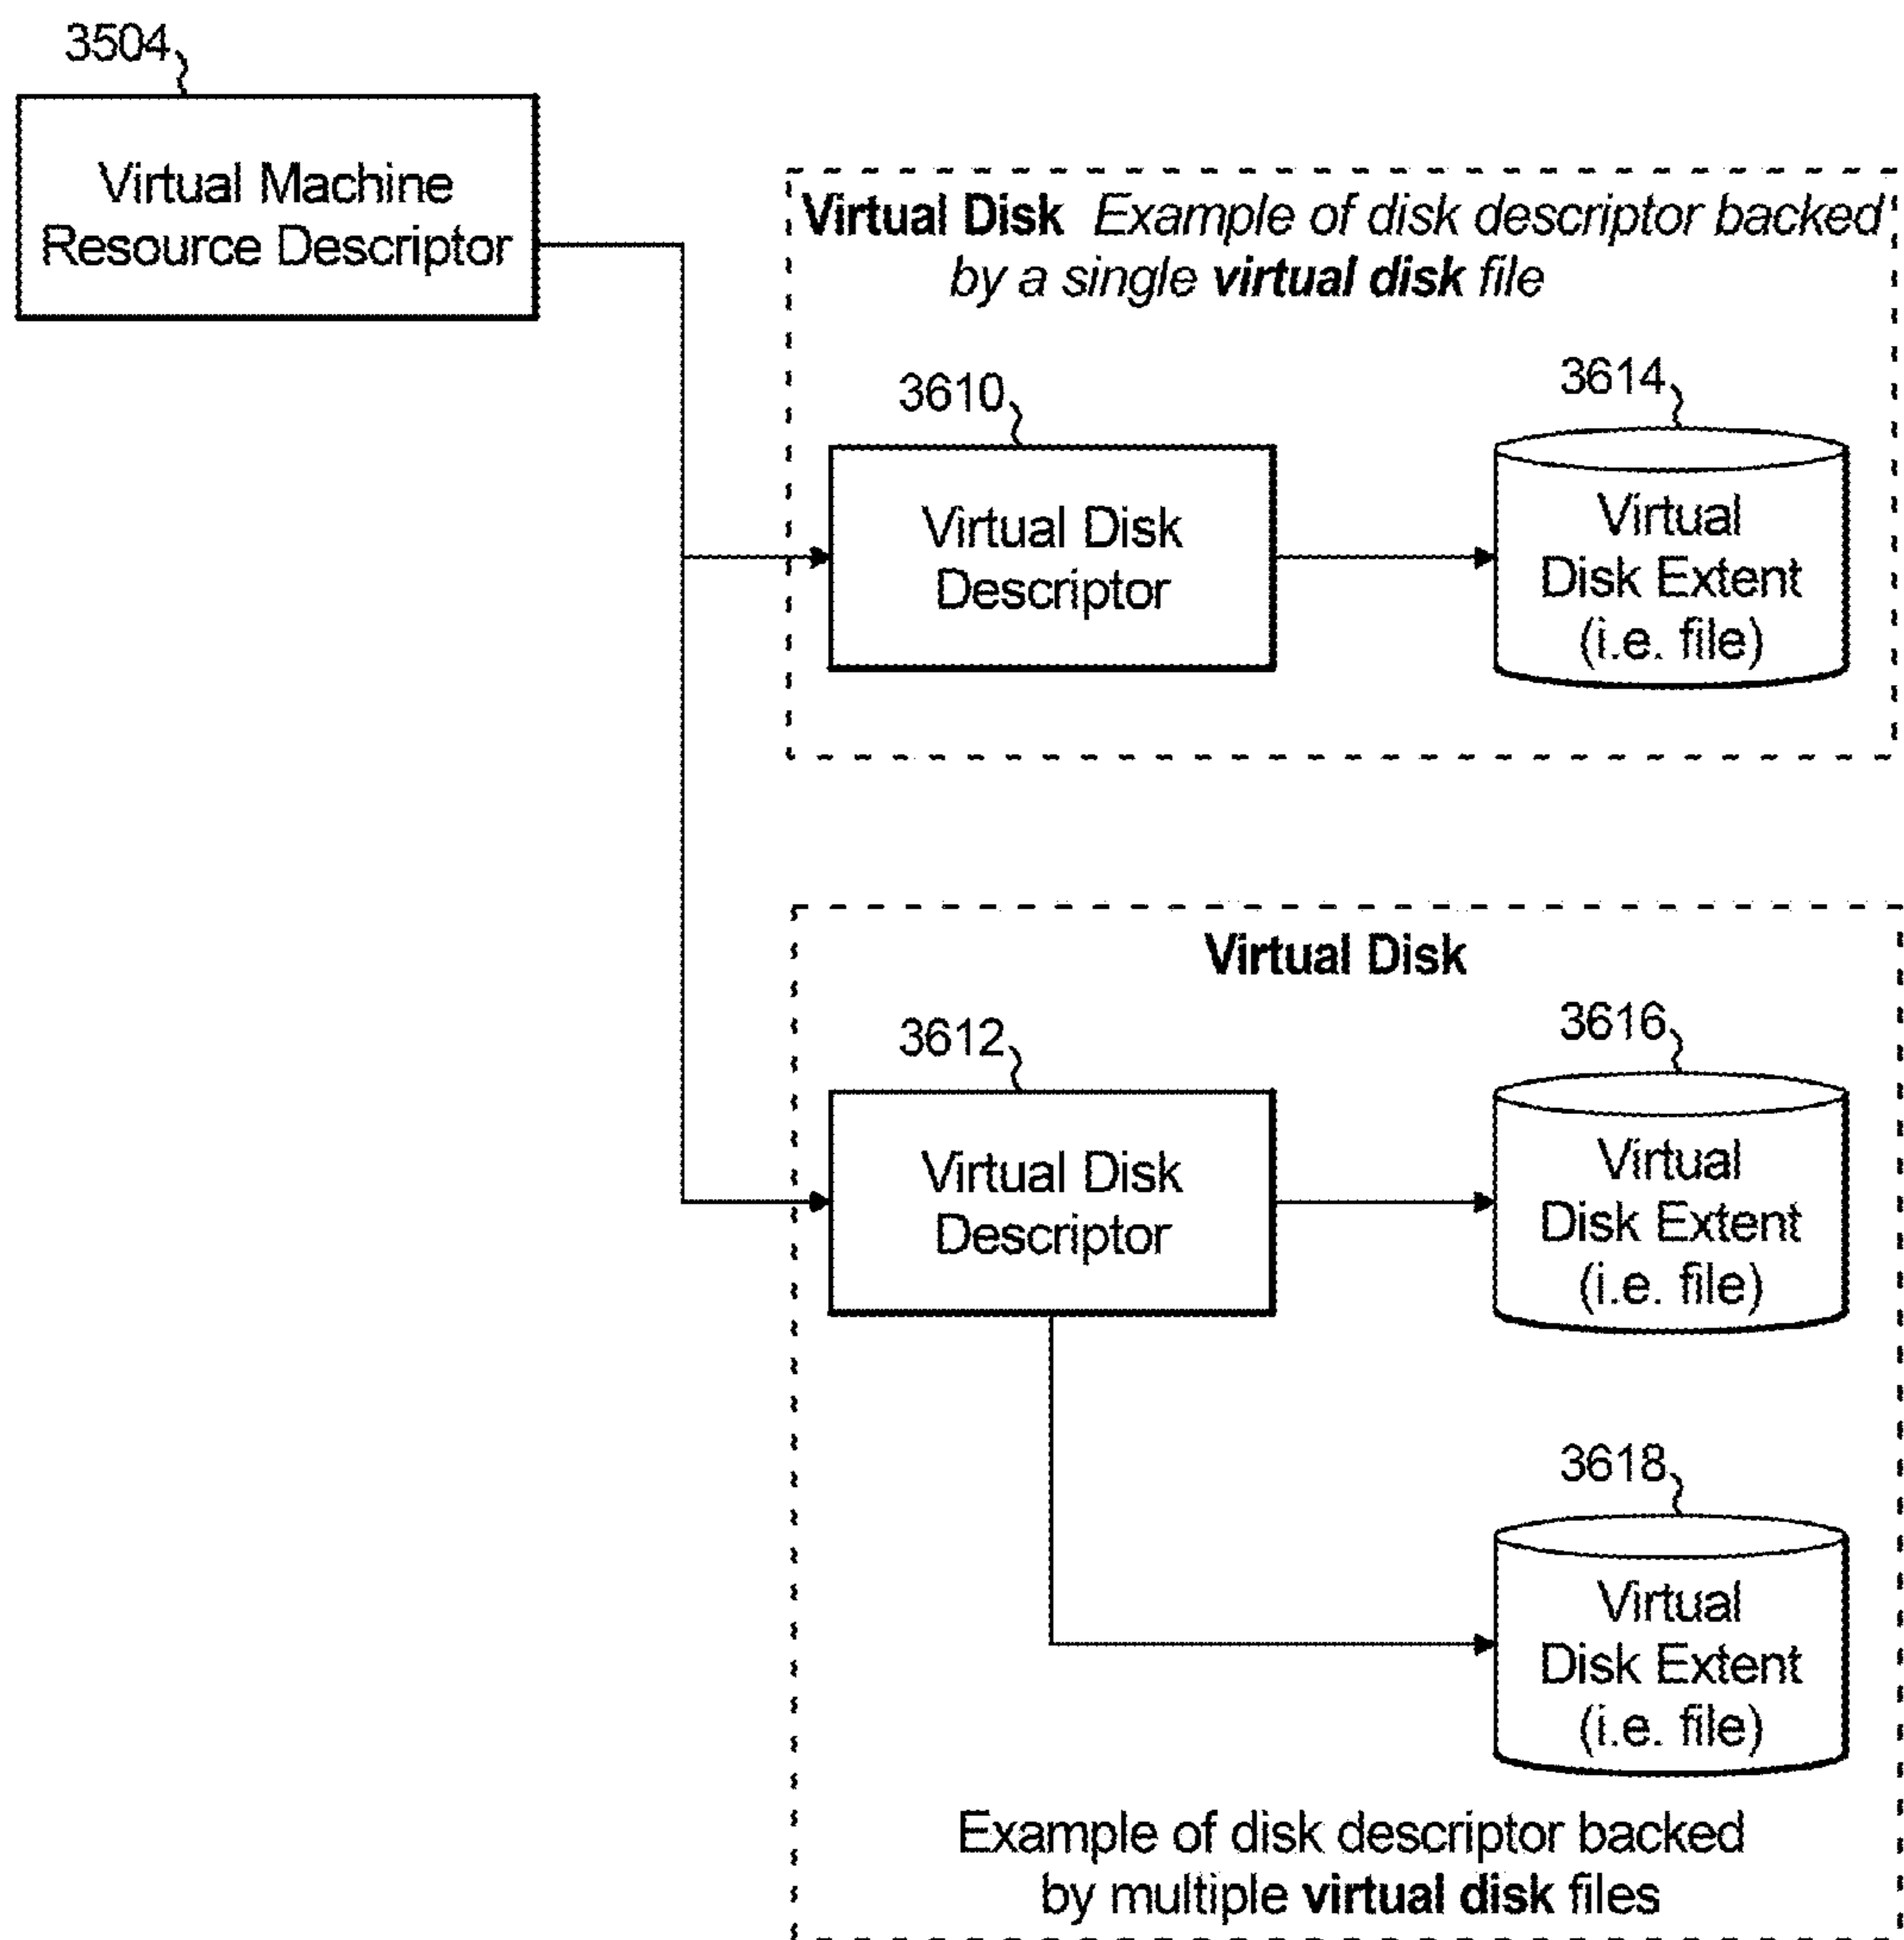 3504
Virtual Machine
Resource Descriptor
Virtual Disk Example of disk descriptor backed
by a single virtual disk file
3610
3614
Virtual Disk
Descriptor
Virtual
Disk Extent
(i.e. file)
Virtual Disk
3612
3616
Virtual Disk
Descriptor
Virtual
Disk Extent
(i.e. file)
3618
Virtual
Disk Extent
(i.e. file)
Example of disk descriptor backed
by multiple virtual disk files